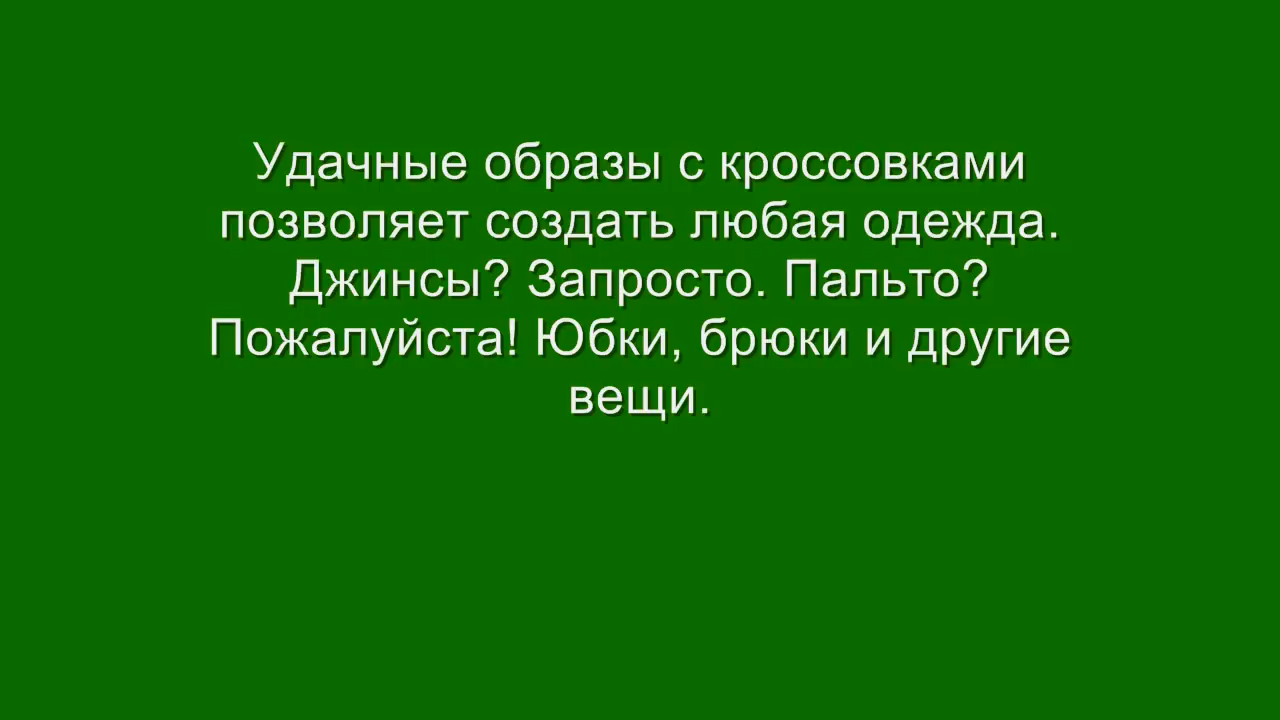 Удачные образы с кроссовками
позволяет создать любая одежда.
Джинсы? Запросто. Пальто?
Пожалуйста! Юбки, брюки и другие
вещи.